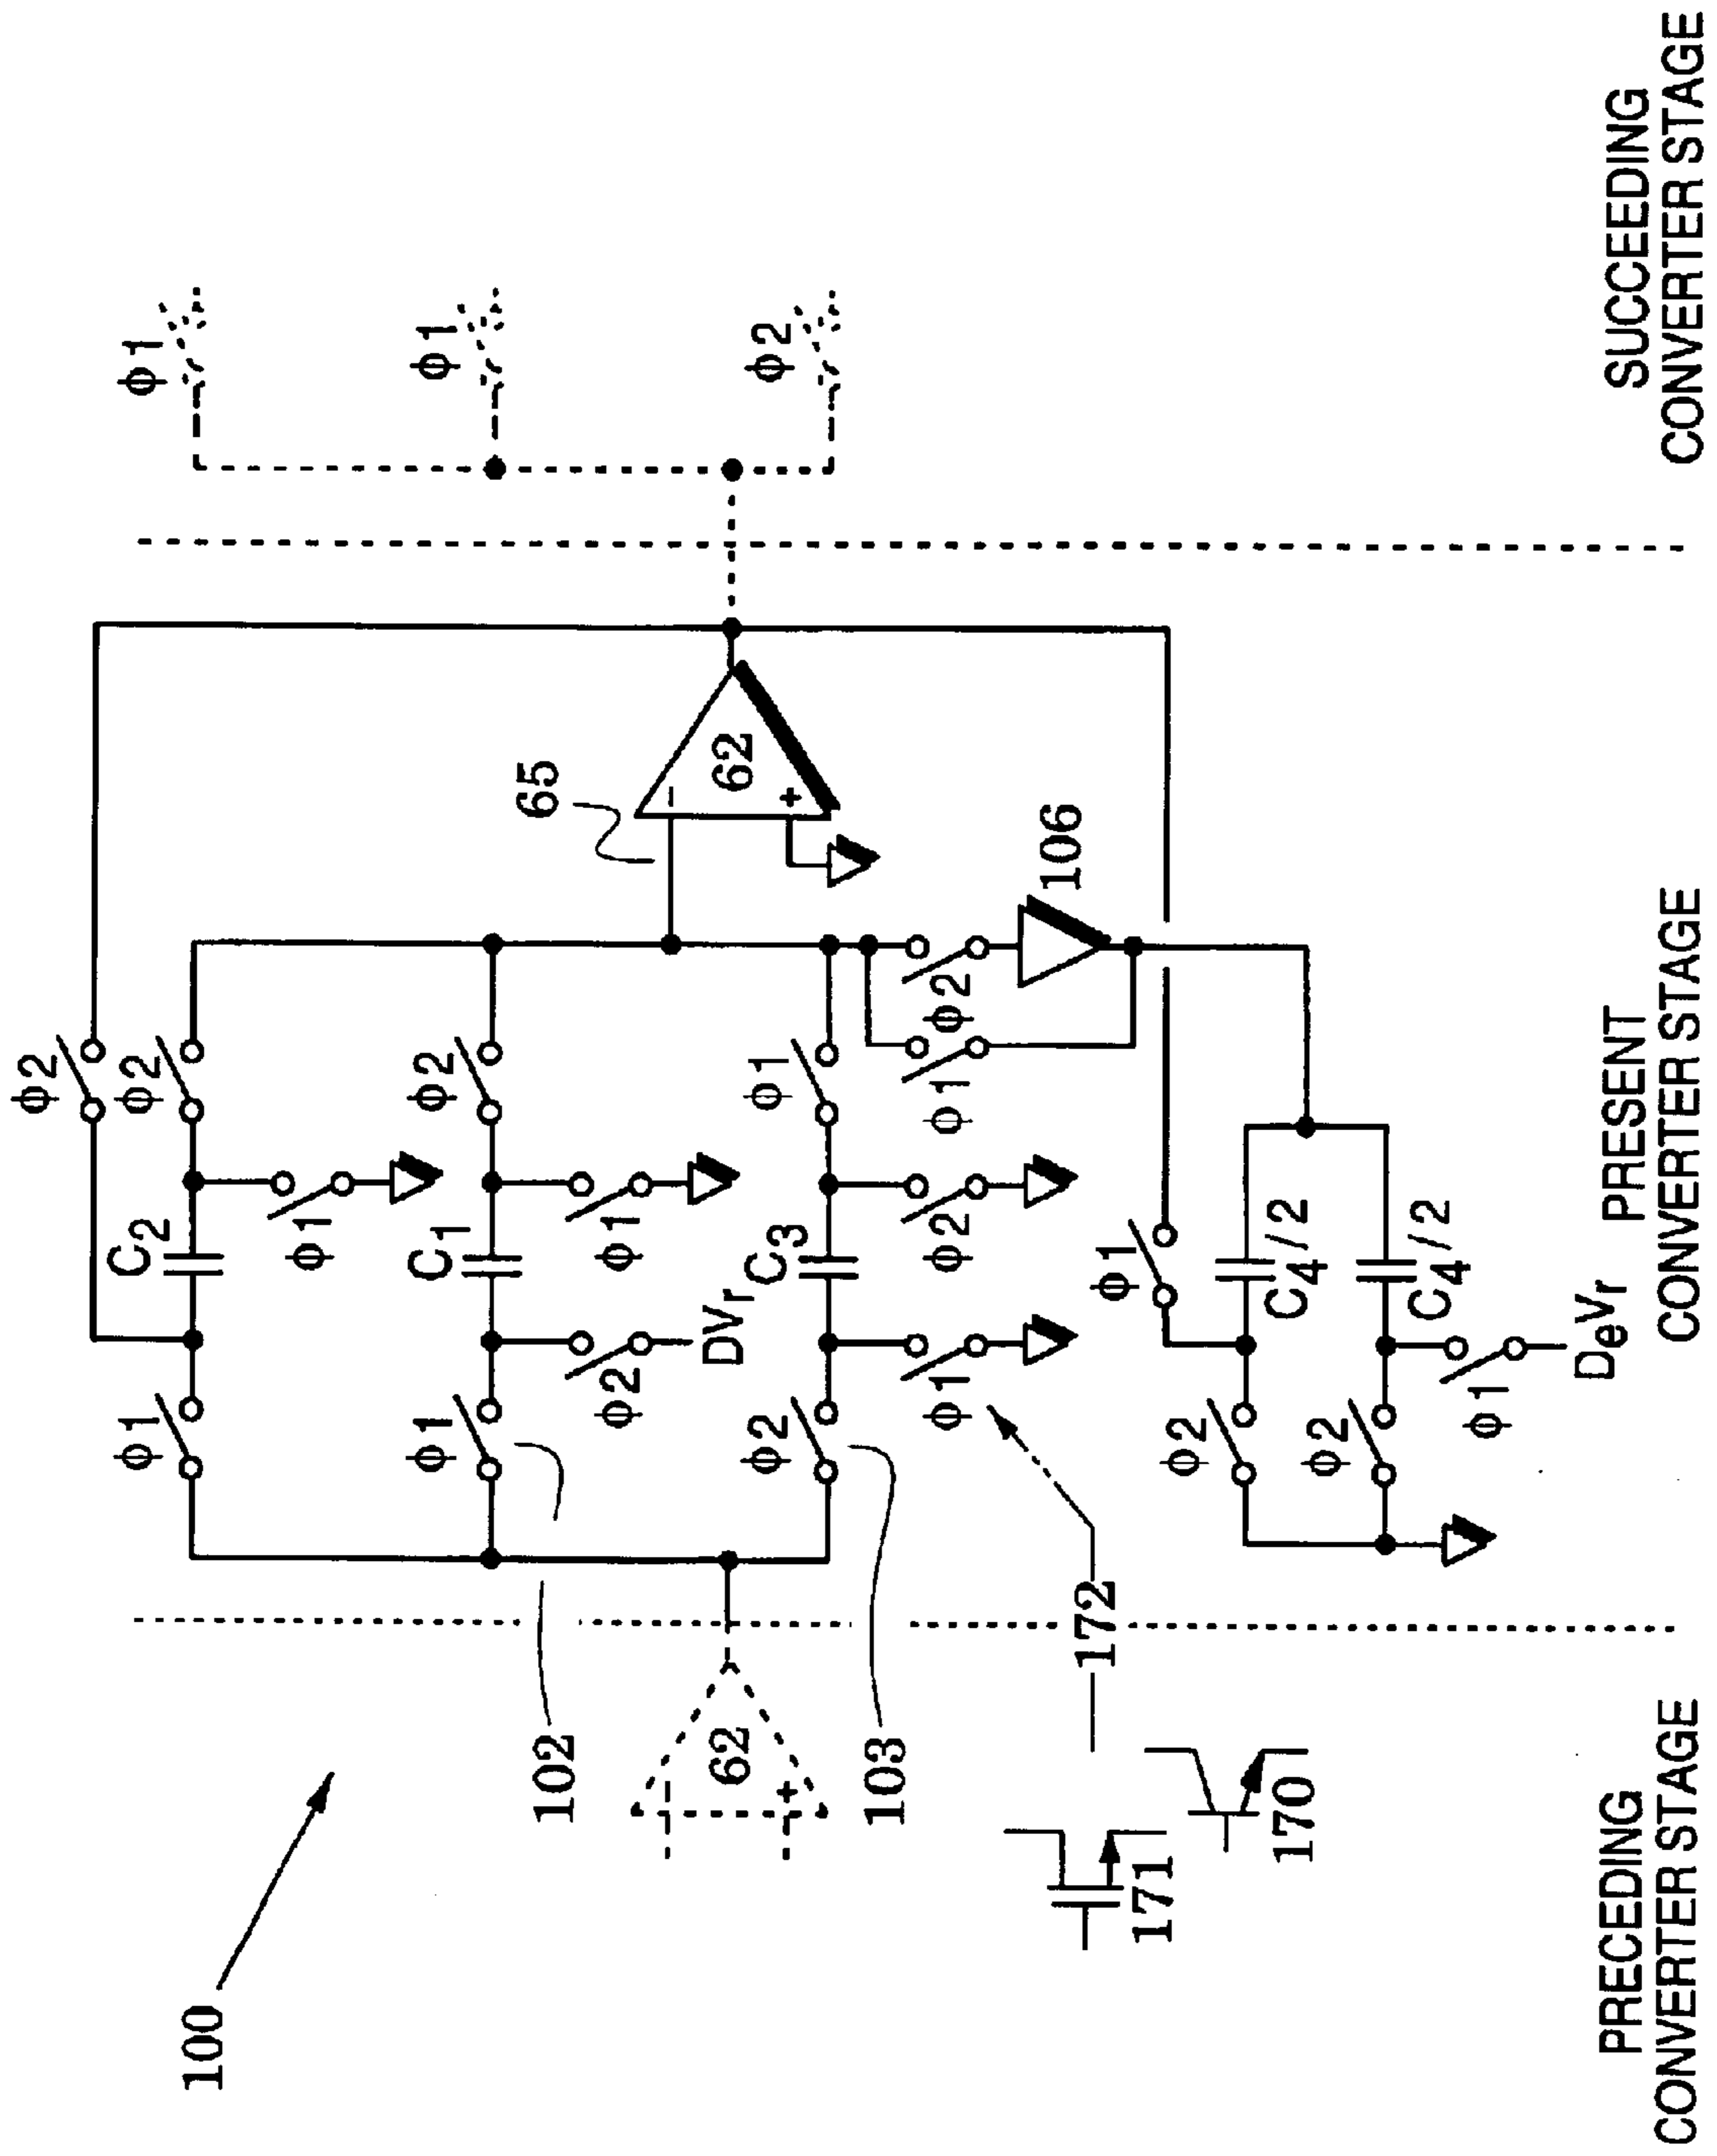 100
ϕ2
ϕ1
C2
ϕ2
ϕ1
ϕ1
ϕ1
C1
ϕ2
ϕ1
ϕ1
102
ϕ2
DVr
ϕ1
65
62
62
ϕ2
C3
ϕ1
ϕ2
103
ϕ1
ϕ2
ϕ1
ϕ2
106
171
170
172
ϕ1
ϕ2
C4/2
ϕ2
C4/2
ϕ1
DeVr
PRECEDING
CONVERTER STAGE
PRESENT
CONVERTER STAGE
SUCCEEDING
CONVERTER STAGE